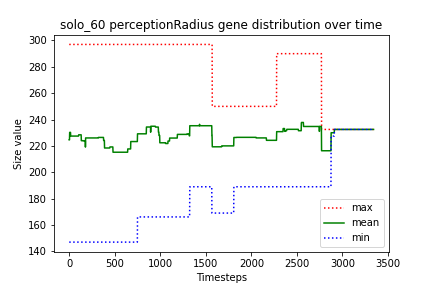 solo_60 perceptionRadius gene distribution over time
Size value
300
280
260
240
220
200
180
160
140
0
500
1000
1500
2000
2500
3000
3500
Timesteps
max
mean
min